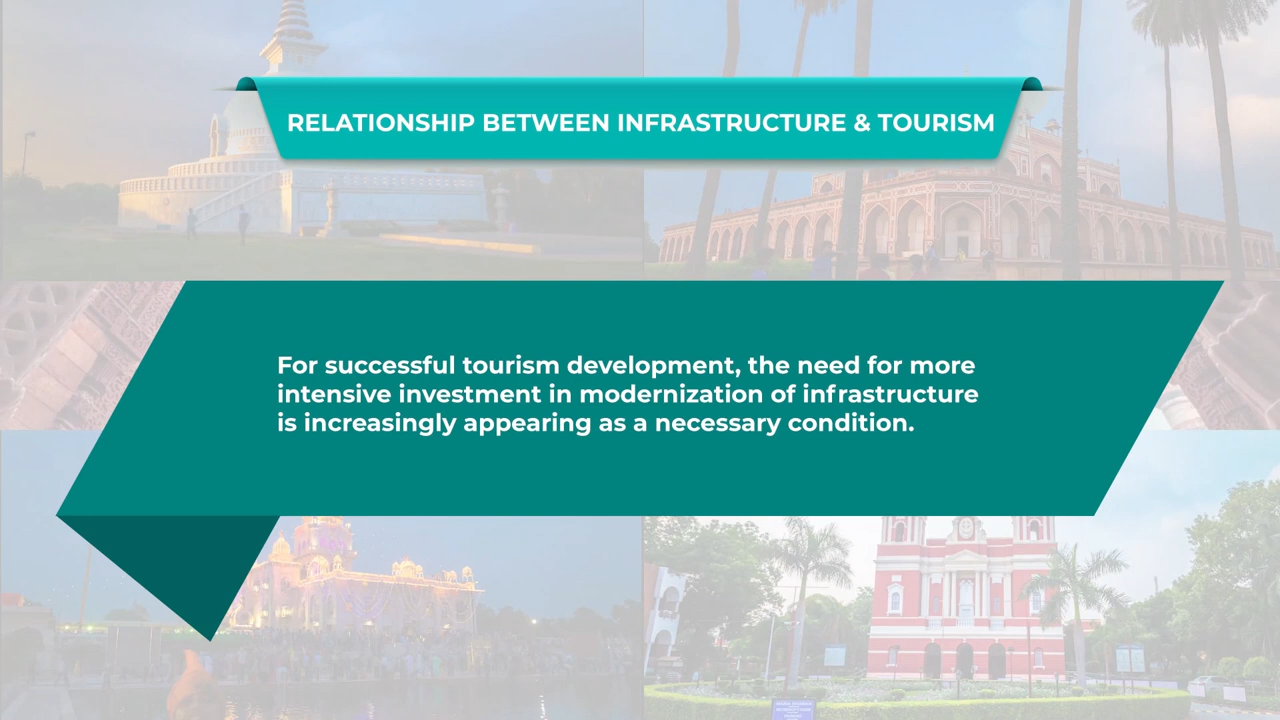 RELATIONSHIP BETWEEN INFRASTRUCTURE & TOURISM
For successful tourism development, the need for more
intensive investment in modernization of infrastructure
is increasingly appearing as a necessary condition.